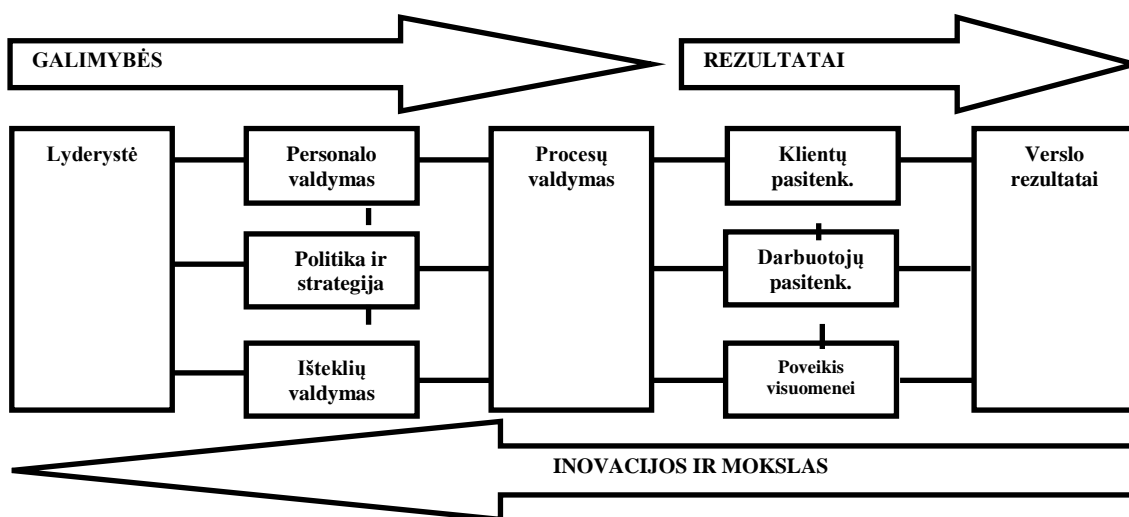 GALIMYBĖS
REZULTATAI
Lyderystė
Personalo
valdymas
Politika ir
strategija
Išteklių
valdymas
Procesų
valdymas
Klientų
pasitenk.
Darbuotojų
pasitenk.
Poveikis
visuomenei
Verslo
rezultatai
INOVACIJOS IR MOKSLAS